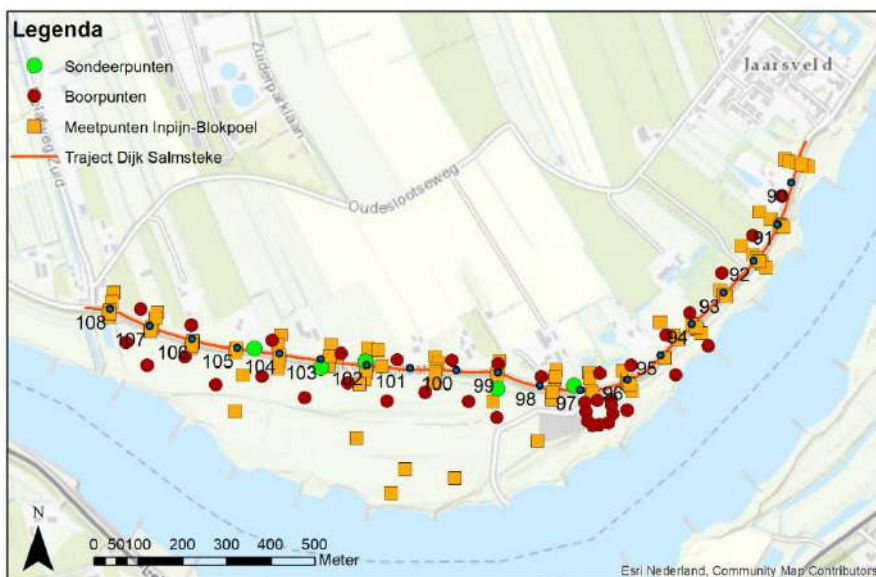 Legenda
Sondeerpunten
Boorpunten
Meetpunten Inpijn-Blokpoel
Traject Dijk Salmsteke
Zuiderparklaan
Jaarsveld
Zuid
Oudeslootseweg
90
91
92
93
94
95
96
97
98
99
100
101
102
103
104
105
106
107
108
N
0 50100 200 300 400 500
Meter
Esri Nederland, Community Map Contributors